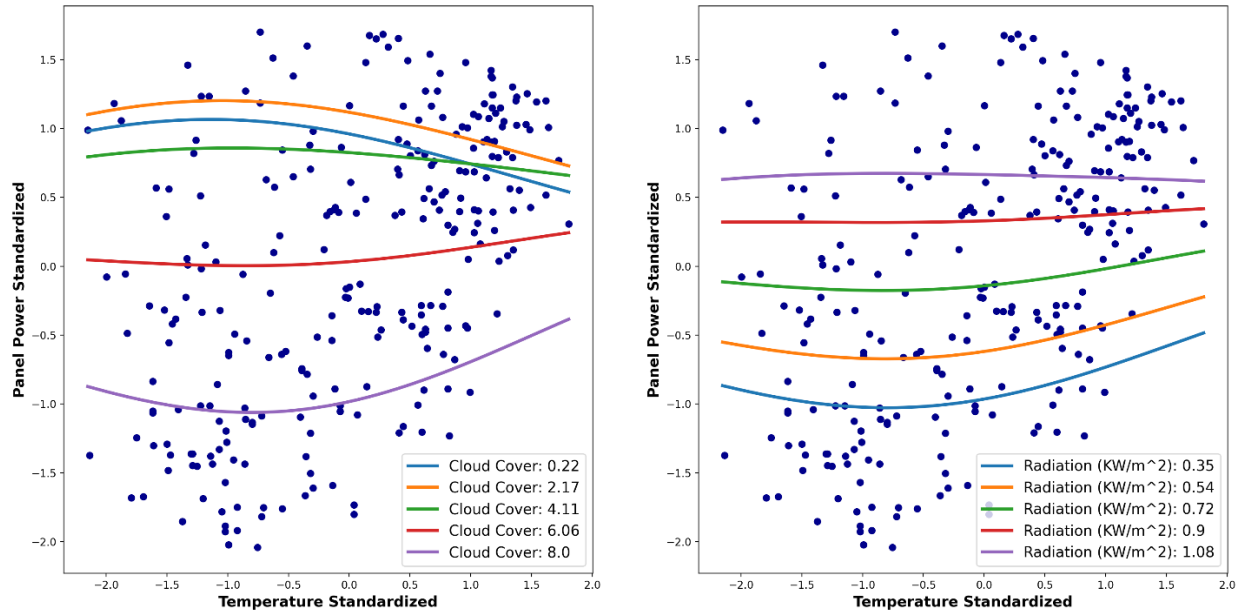 1.5
1.0
0.5
0.0
−0.5
−1.0
−1.5
−2.0
Panel Power Standardized
−2.0 −1.5 −1.0 −0.5 0.0 0.5 1.0 1.5 2.0
Temperature Standardized
Cloud Cover: 0.22
Cloud Cover: 2.17
Cloud Cover: 4.11
Cloud Cover: 6.06
Cloud Cover: 8.0
1.5
1.0
0.5
0.0
−0.5
−1.0
−1.5
−2.0
Panel Power Standardized
−2.0 −1.5 −1.0 −0.5 0.0 0.5 1.0 1.5 2.0
Temperature Standardized
Radiation (KW/m^2): 0.35
Radiation (KW/m^2): 0.54
Radiation (KW/m^2): 0.72
Radiation (KW/m^2): 0.9
Radiation (KW/m^2): 1.08